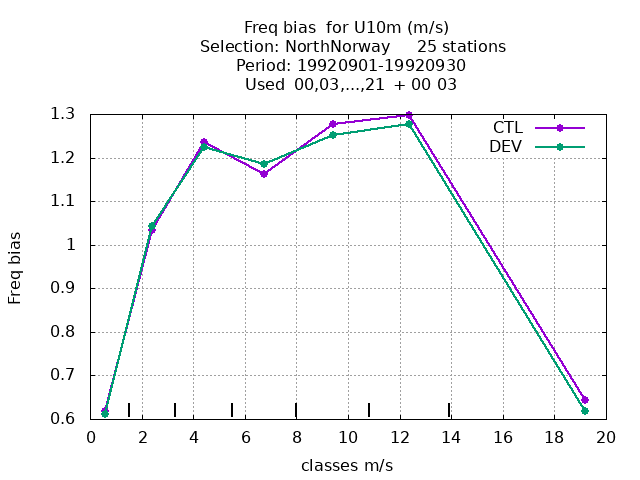 Freq bias  for U10m (m/s)
Selection: NorthNorway     25 stations
Period: 19920901-19920930
Used  00,03,...,21  + 00 03
CTL
DEV
1.3
1.2
1.1
1
0.9
0.8
0.7
0.6
Freq bias
0 2 4 6 8 10 12 14 16 18 20
classes m/s